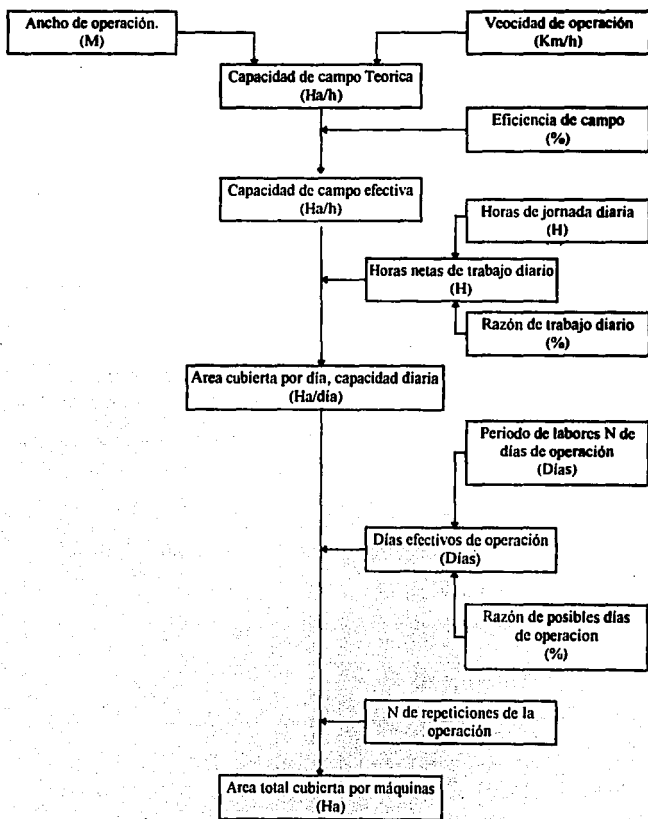 Ancho de operación.
(M)
Veocidad de operación
(Km/h)
Capacidad de campo Teorica
(Ha/h)
Eficiencia de campo
(%)
Capacidad de campo efectiva
(Ha/h)
Horas de jornada diaria
(H)
Horas netas de trabajo diario
(H)
Razón de trabajo diario
(%)
Area cubierta por día, capacidad diaria
(Ha/día)
Periodo de labores N de
días de operación
(Días)
Días efectivos de operación
(Días)
Razón de posibles días
de operacion
(%)
N de repeticiones de la
operación
Area total cubierta por máquinas
(Ha)